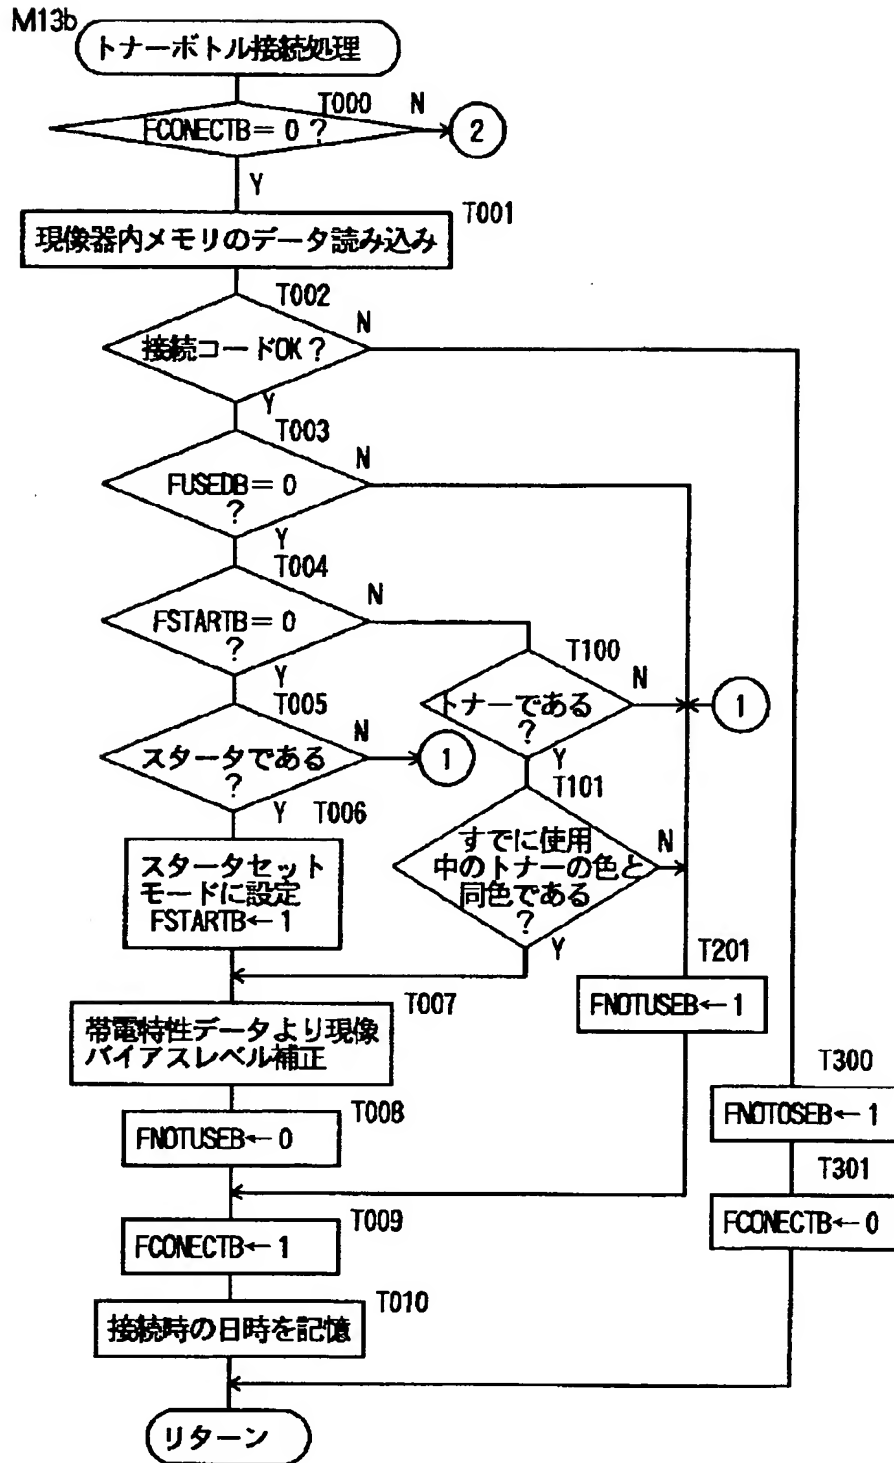 M13b
トナーボトル接続処理
T000
N
FCONECTB= 0 ?
2
Y
T001
現像器内メモリのデータ読み込み
T002
N
接続コードOK?
Y
T003
N
FUSEDB= 0
?
Y
T004
N
FSTARTB= 0
?
Y
T100
N
トナーである
?
1
Y
T005
N
スタータである
?
1
Y
T006
T101
すでに使用
中のトナーの色と
同色である
?
N
Y
スタータセット
モードに設定
FSTARTB←1
T201
FNOTUSEB←1
T007
帯電特性データより現像
バイアスレベル補正
T300
FNOTOSEB←1
T008
FNOTUSEB←0
T301
FCONECTB←0
T009
FCONECTB←1
T010
接続時の日時を記憶
リターン